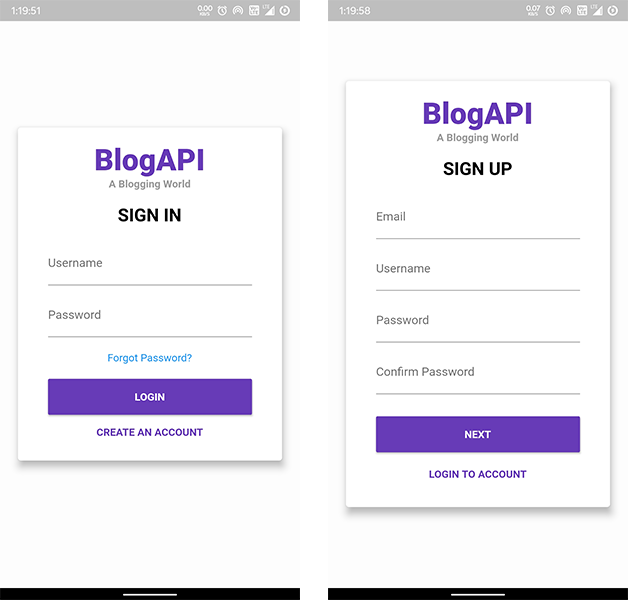 1:19:51
0.00
KB/S
LTE
BlogAPI
A Blogging World
SIGN IN
Username
Password
Forgot Password?
LOGIN
CREATE AN ACCOUNT
1:19:58
0.07
KB/S
LTE
BlogAPI
A Blogging World
SIGN UP
Email
Username
Password
Confirm Password
NEXT
LOGIN TO ACCOUNT